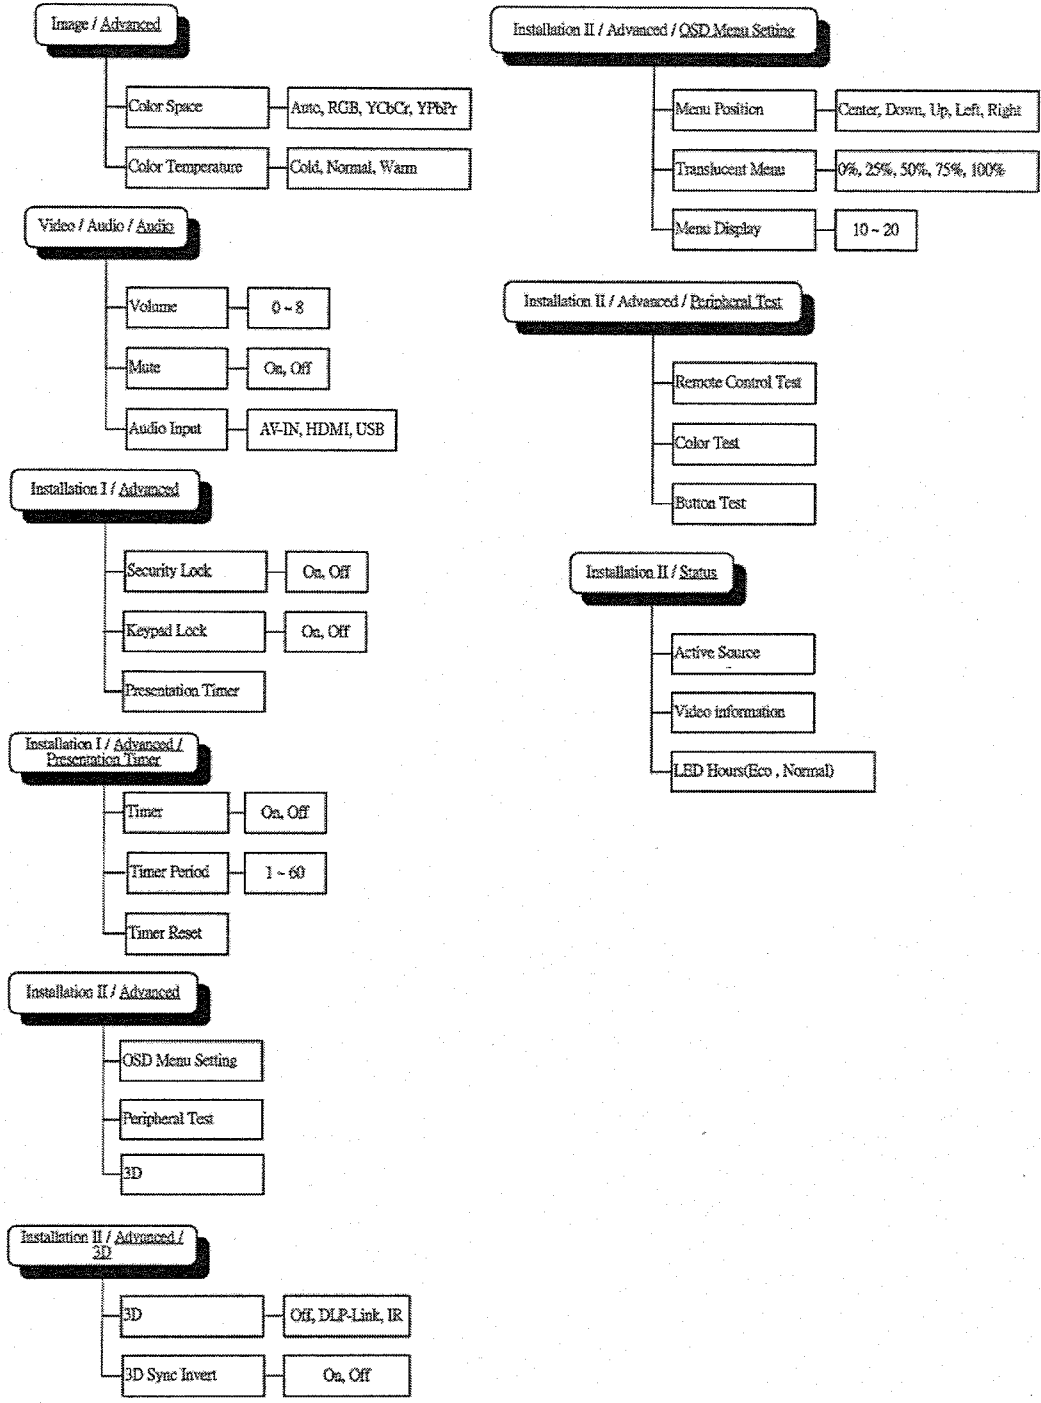 Image / Advanced
Color Space
Auto, RGB, YCbCr, YPbPr
Color Temperature
Cold, Normal, Warm
Video / Audio / Audio
Volume
0 ~ 8
Mute
On, Off
Audio Input
AV-IN, HDMI, USB
Installation I / Advanced
Security Lock
On, Off
Keypad Lock
On, Off
Presentation Timer
Installation I / Advanced /
Presentation Timer
Timer
On, Off
Timer Period
1 ~ 60
Timer Reset
Installation II / Advanced
OSD Menu Setting
Peripheral Test
3D
Installation II / Advanced /
3D
3D
Off, DLP-Link, IR
3D Sync Invert
On, Off
Installation II / Advanced / OSD Menu Setting
Menu Position
Center, Down, Up, Left, Right
Translucent Menu
0%, 25%, 50%, 75%, 100%
Menu Display
10 ~ 20
Installation II / Advanced / Peripheral Test
Remote Control Test
Color Test
Button Test
Installation II / Status
Active Source
Video information
LED Hours(Eco , Normal)